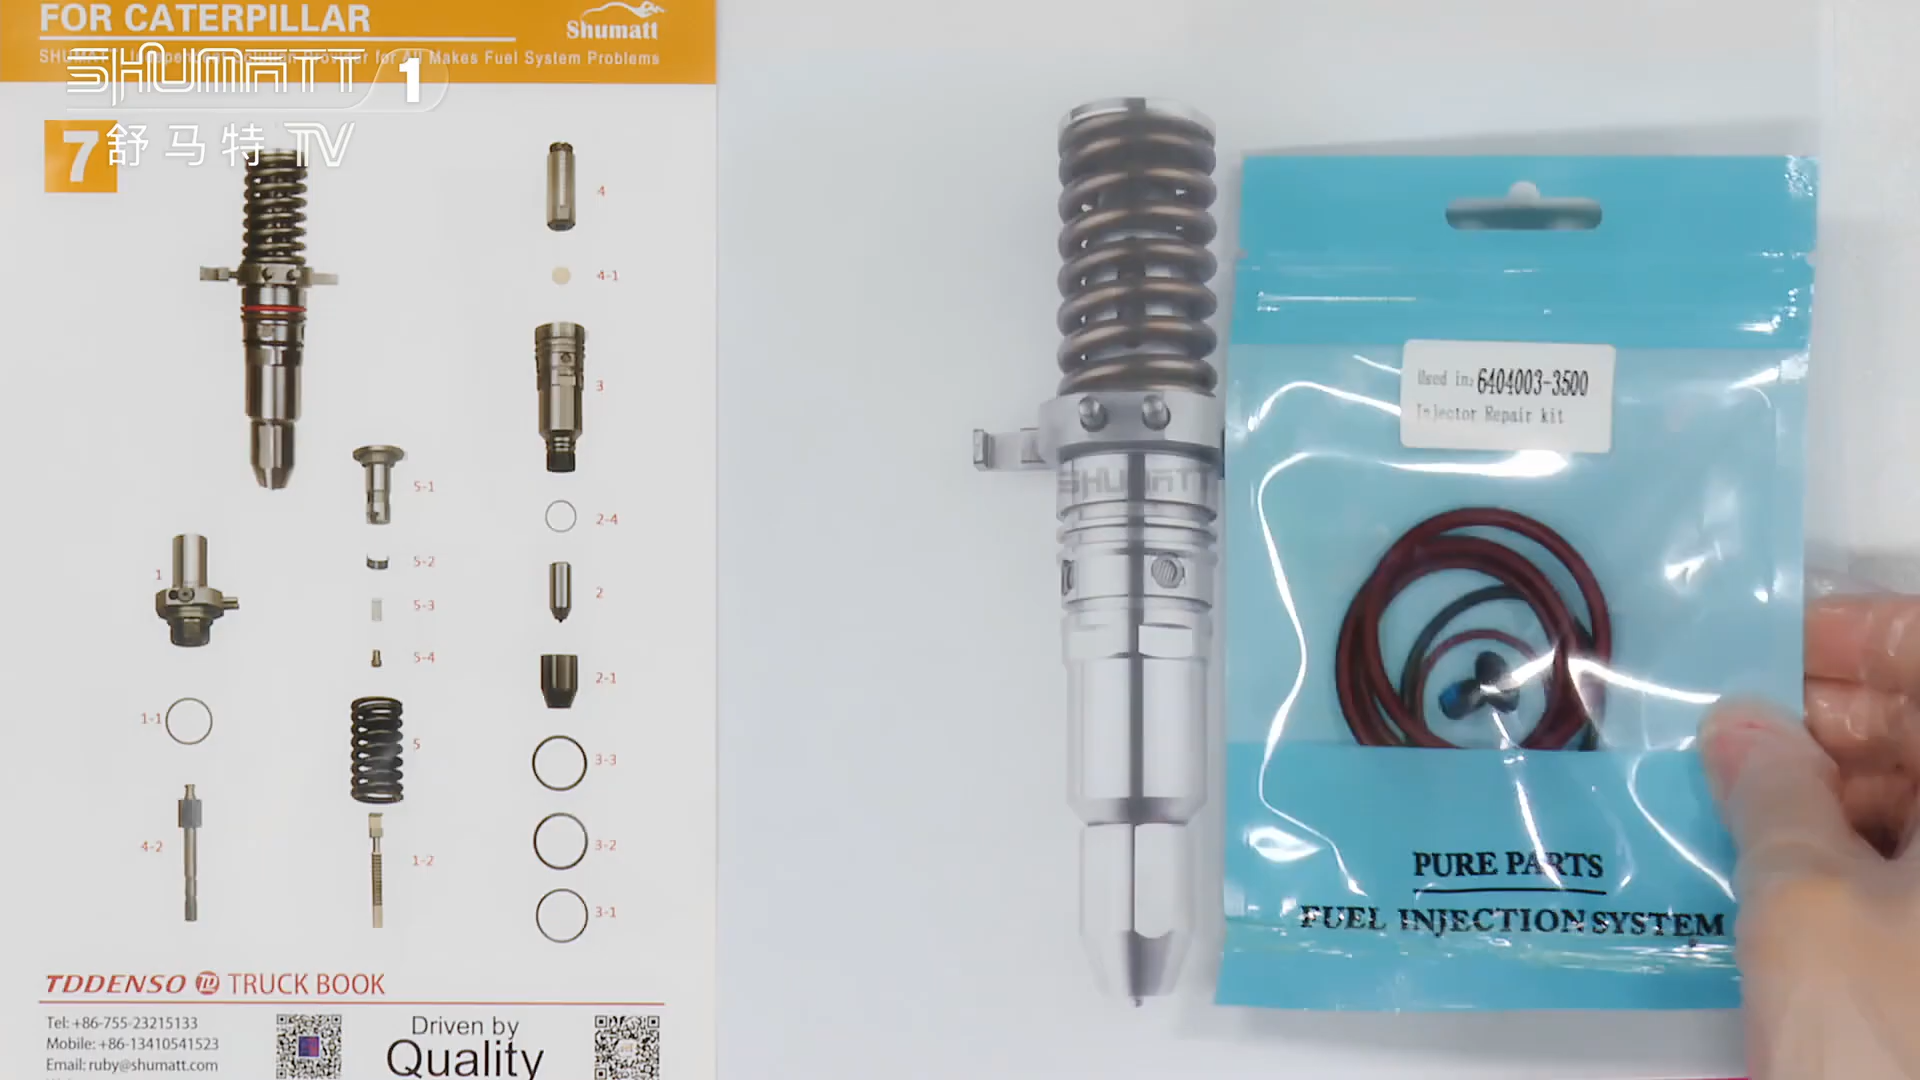 FOR CATERPILLAR
Shumatt
Makes Fuel System Problems
SHUMATT 1
舒马特 TV
7
4
4-1
3
5-1
2-4
5-2
1
2
5-3
5-4
2-1
1-1
5
3-3
4-2
3-2
1-2
3-1
TDDENSO TD TRUCK BOOK
Tel: +86-755-23215133
Mobile: +86-13410541523
Email: ruby@shumatt.com
Driven by
Quality
SHUMATT
Used in: 6404003-3500
Injector Repair kit
PURE PARTS
FUEL INJECTION SYSTEM